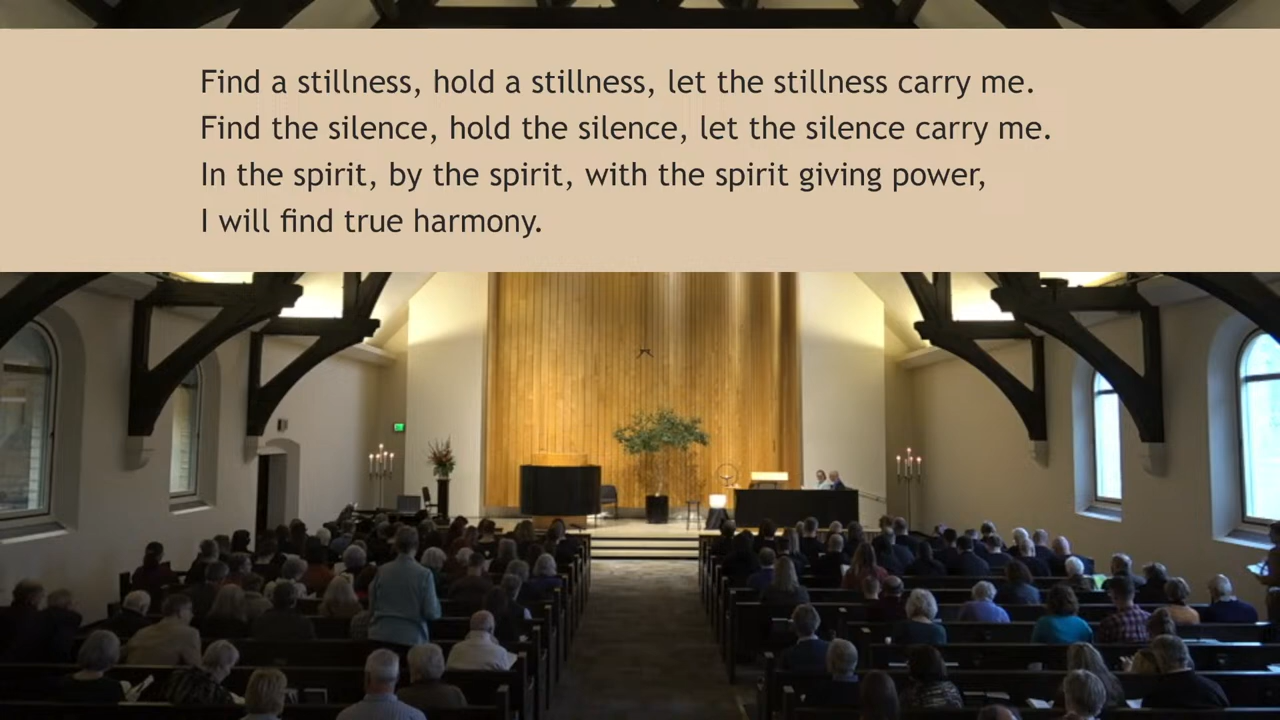 Find a stillness, hold a stillness, let the stillness carry me.
Find the silence, hold the silence, let the silence carry me.
In the spirit, by the spirit, with the spirit giving power,
I will find true harmony.